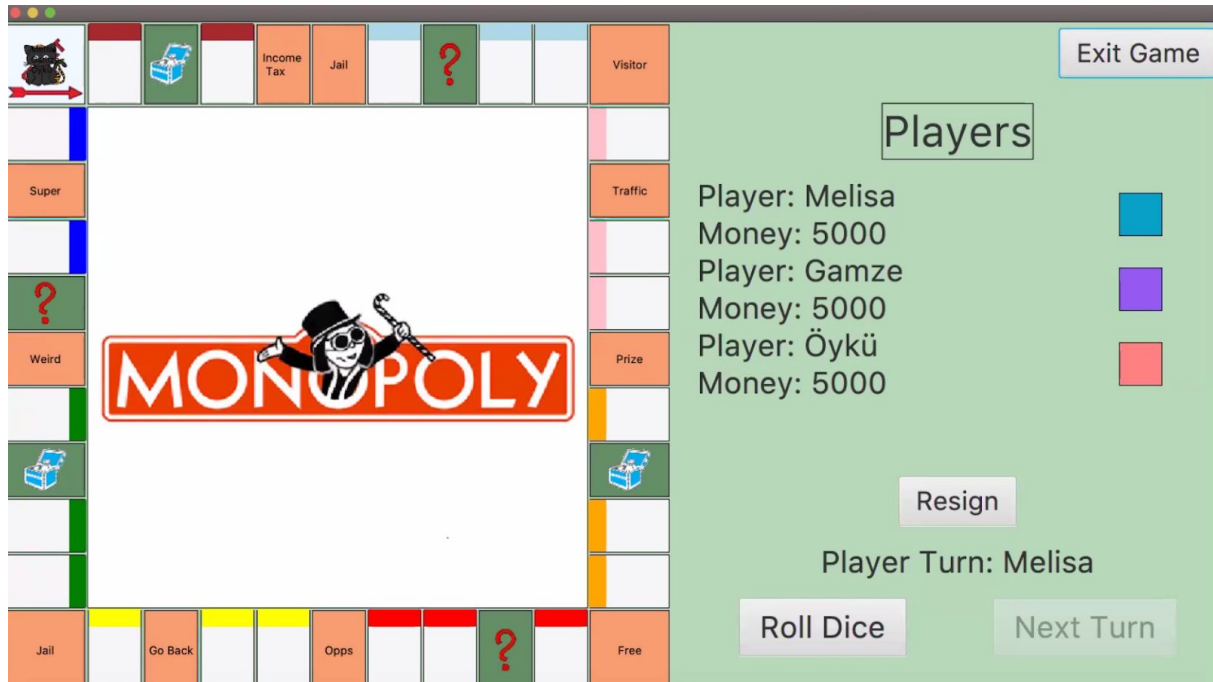 Income
Tax
Jail
?
Visitor
Exit Game
Players
Super
Traffic
Player: Melisa
Money: 5000
Player: Gamze
Money: 5000
Player: Öykü
Money: 5000
?
Weird
MONOPOLY
Prize
Resign
Player Turn: Melisa
Roll Dice
Next Turn
Jail
Go Back
Opps
?
Free